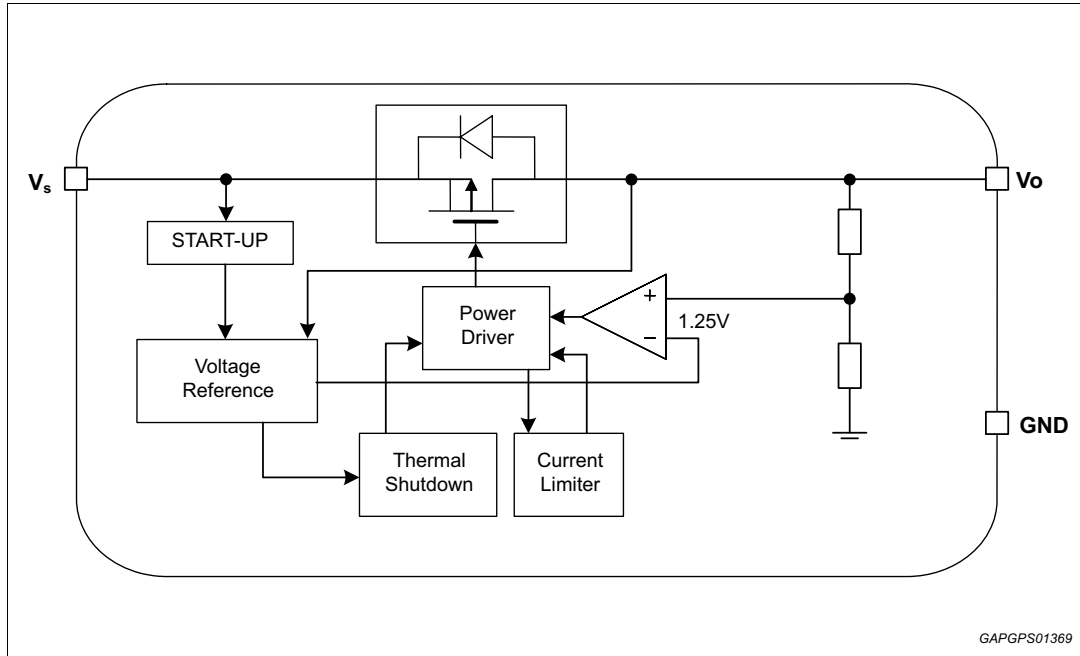 Vs
Vo
START-UP
Power
Driver
+
1.25V
−
Voltage
Reference
GND
Thermal
Shutdown
Current
Limiter
GAPGPS01369